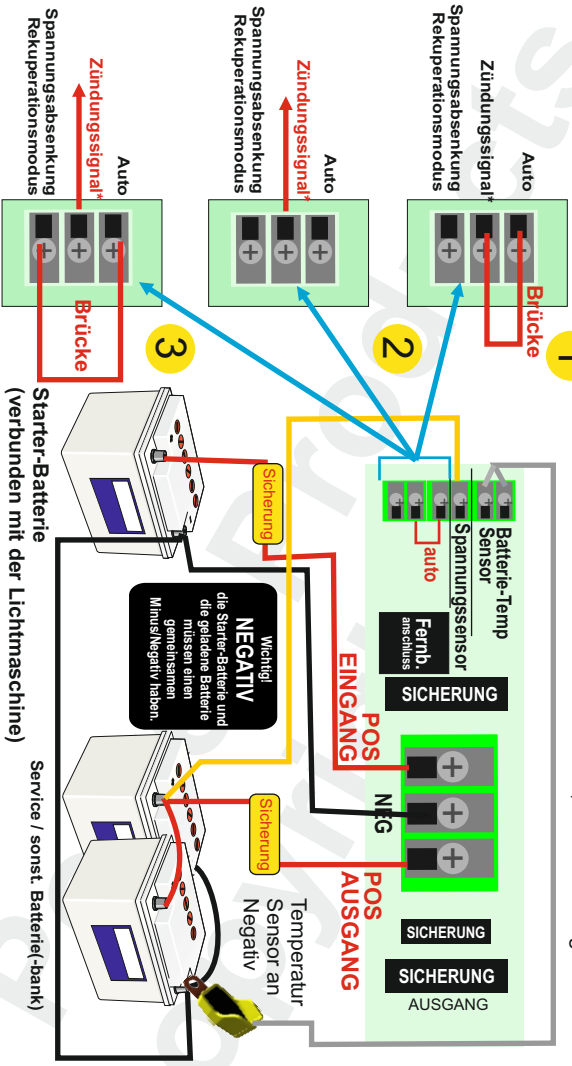 Auto
Zündungssignal*
Spannungsabsenkung
Rekuperationsmodus
Brücke
1
Auto
Zündungssignal*
Spannungsabsenkung
Rekuperationsmodus
2
Auto
Zündungssignal*
Spannungsabsenkung
Rekuperationsmodus
Brücke
3
Batterie-Temp
Sensor
Spannungssensor
auto
Fernb.
anschluss
SICHERUNG
POS
EINGANG
NEG
POS
AUSGANG
SICHERUNG
SICHERUNG
AUSGANG
Sicherung
Sicherung
Wichtig!
NEGATIV
die Starter-Batterie und
die geladene Batterie
müssen einen
gemeinsamen
Minus/Negativ haben.
Temperatur
Sensor an
Negativ
Starter-Batterie
(verbunden mit der Lichtmaschine)
Service / sonst. Batterie(-bank)